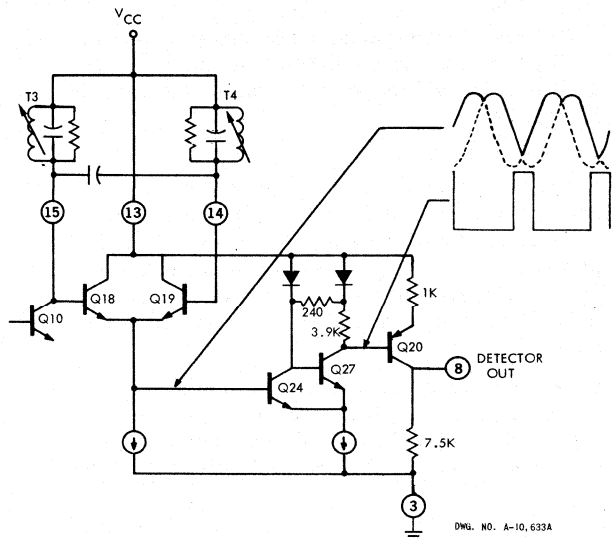 VCC
T3
T4
15
13
14
Q10
Q18
Q19
240
3.9K
1K
Q20
Q24
Q27
8
DETECTOR
OUT
7.5K
3
DWG. NO. A-10,633A